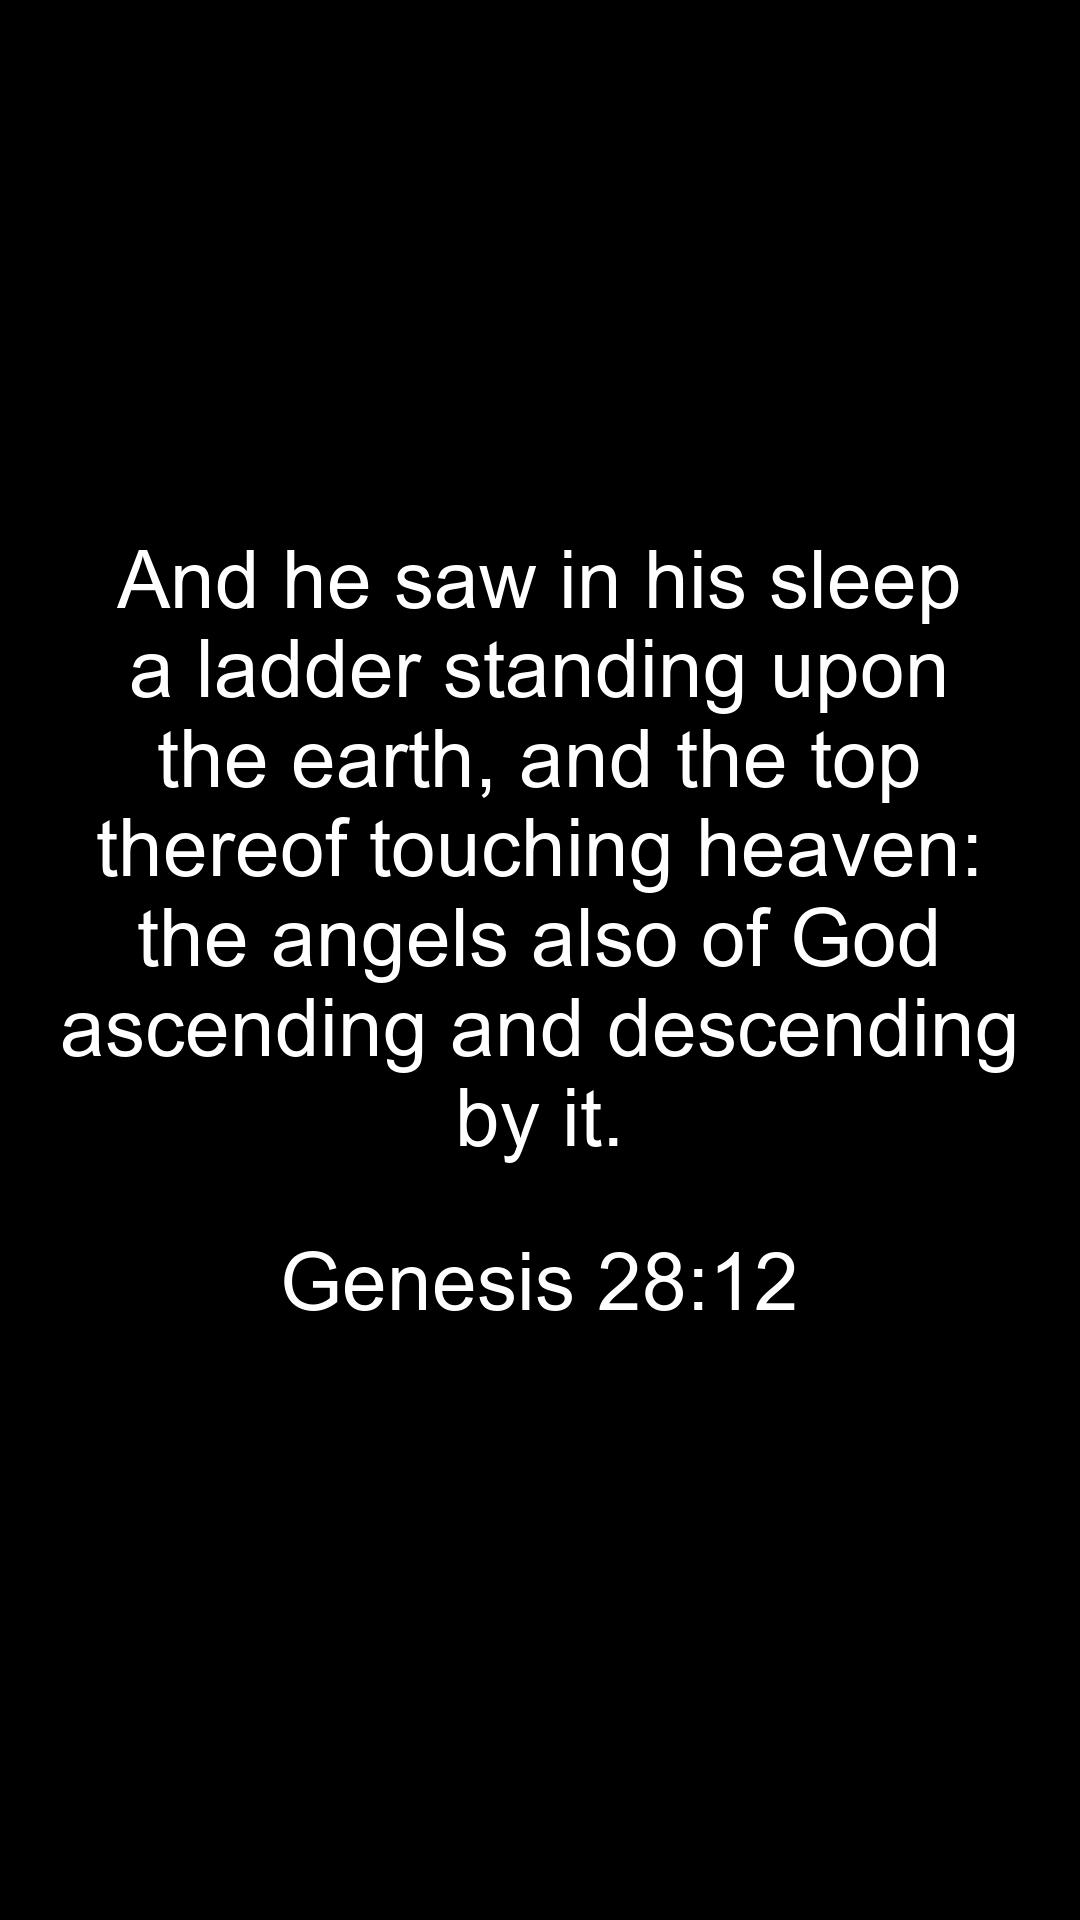 And he saw in his sleep
a ladder standing upon
the earth, and the top
thereof touching heaven:
the angels also of God
ascending and descending
by it.
Genesis 28:12